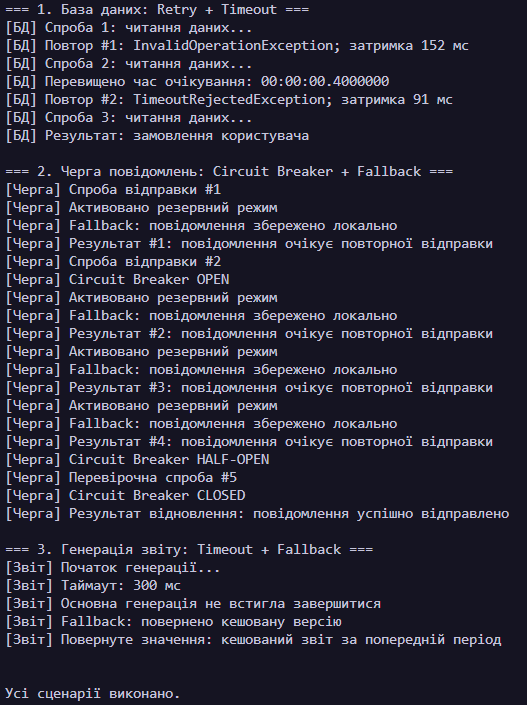 === 1. База даних: Retry + Timeout ===
[БД] Спроба 1: читання даних...
[БД] Повтор #1: InvalidOperationException; затримка 152 мс
[БД] Спроба 2: читання даних...
[БД] Перевищено час очікування: 00:00:00.4000000
[БД] Повтор #2: TimeoutRejectedException; затримка 91 мс
[БД] Спроба 3: читання даних...
[БД] Результат: замовлення користувача
=== 2. Черга повідомлень: Circuit Breaker + Fallback ===
[Черга] Спроба відправки #1
[Черга] Активовано резервний режим
[Черга] Fallback: повідомлення збережено локально
[Черга] Результат #1: повідомлення очікує повторної відправки
[Черга] Спроба відправки #2
[Черга] Circuit Breaker OPEN
[Черга] Активовано резервний режим
[Черга] Fallback: повідомлення збережено локально
[Черга] Результат #2: повідомлення очікує повторної відправки
[Черга] Активовано резервний режим
[Черга] Fallback: повідомлення збережено локально
[Черга] Результат #3: повідомлення очікує повторної відправки
[Черга] Активовано резервний режим
[Черга] Fallback: повідомлення збережено локально
[Черга] Результат #4: повідомлення очікує повторної відправки
[Черга] Circuit Breaker HALF-OPEN
[Черга] Перевірочна спроба #5
[Черга] Circuit Breaker CLOSED
[Черга] Результат відновлення: повідомлення успішно відправлено
=== 3. Генерація звіту: Timeout + Fallback ===
[Звіт] Початок генерації...
[Звіт] Таймаут: 300 мс
[Звіт] Основна генерація не встигла завершитися
[Звіт] Fallback: повернено кешовану версію
[Звіт] Повернуте значення: кешований звіт за попередній період
Усі сценарії виконано.